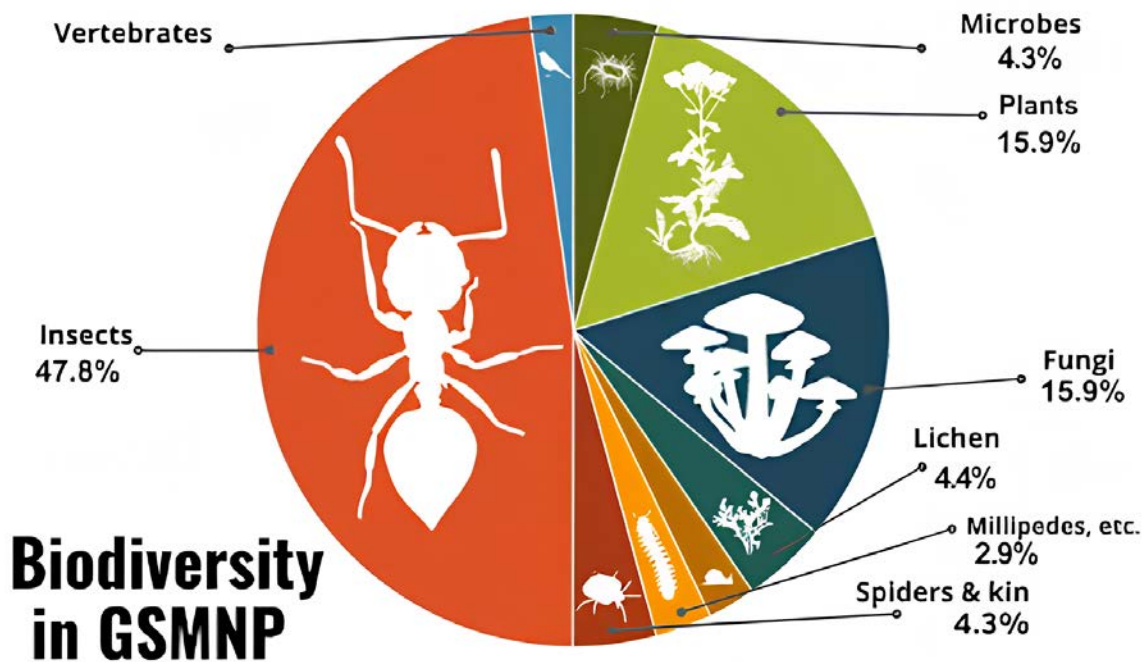 Vertebrates
Microbes
4.3%
Plants
15.9%
Insects
47.8%
Fungi
15.9%
Lichen
4.4%
Millipedes, etc.
2.9%
Spiders & kin
4.3%
Biodiversity
in GSMNP